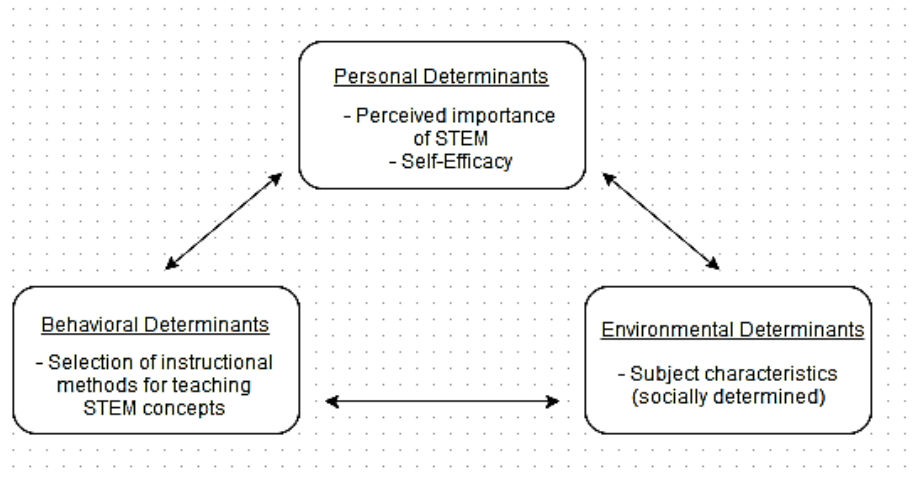 Personal Determinants
- Perceived importance
of STEM
- Self-Efficacy
Behavioral Determinants
- Selection of instructional
methods for teaching
STEM concepts
Environmental Determinants
- Subject characteristics
(socially determined)